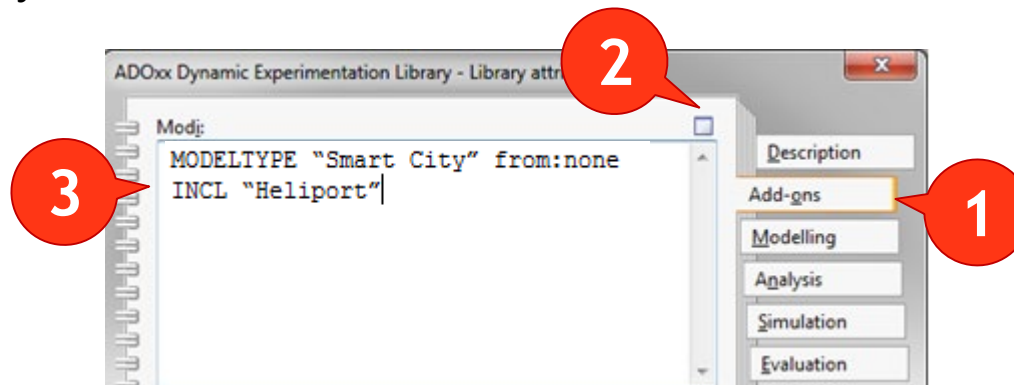 2
ADOxx Dynamic Experimentation Library - Library attri
Modi:
MODELTYPE “Smart City” from:none
INCL “Heliport”
3
Description
Add-ons
1
Modelling
Analysis
Simulation
Evaluation